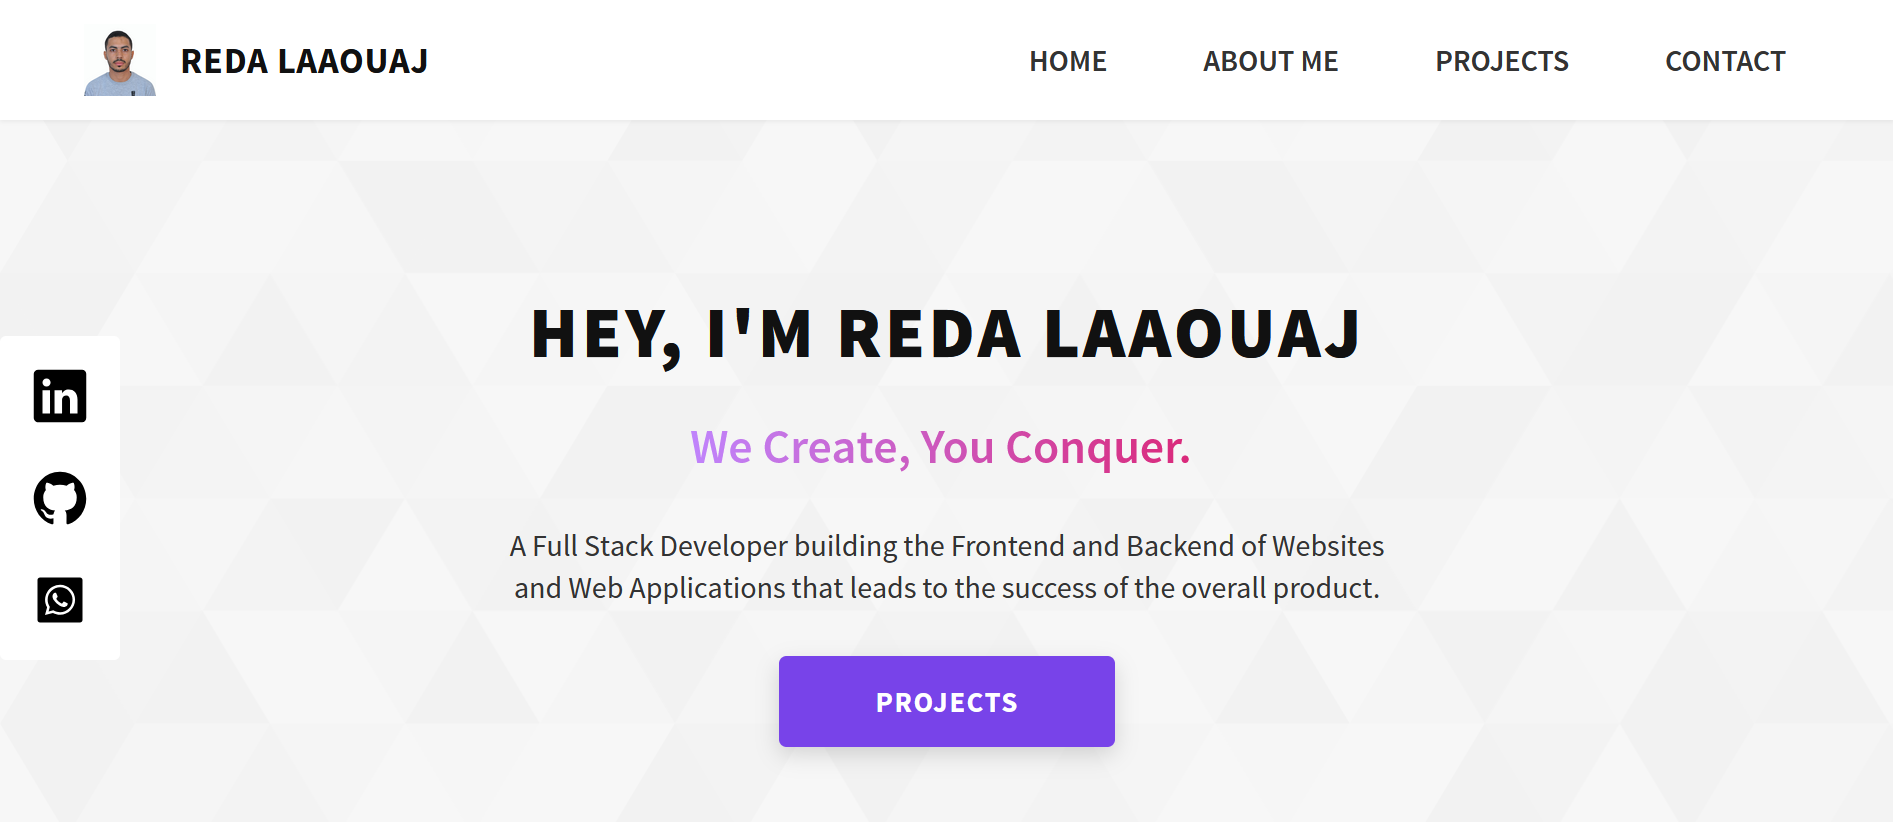 REDA LAAOUAJ
HOME
ABOUT ME
PROJECTS
CONTACT
HEY, I'M REDA LAAOUAJ
We Create, You Conquer.
A Full Stack Developer building the Frontend and Backend of Websites
and Web Applications that leads to the success of the overall product.
PROJECTS
in